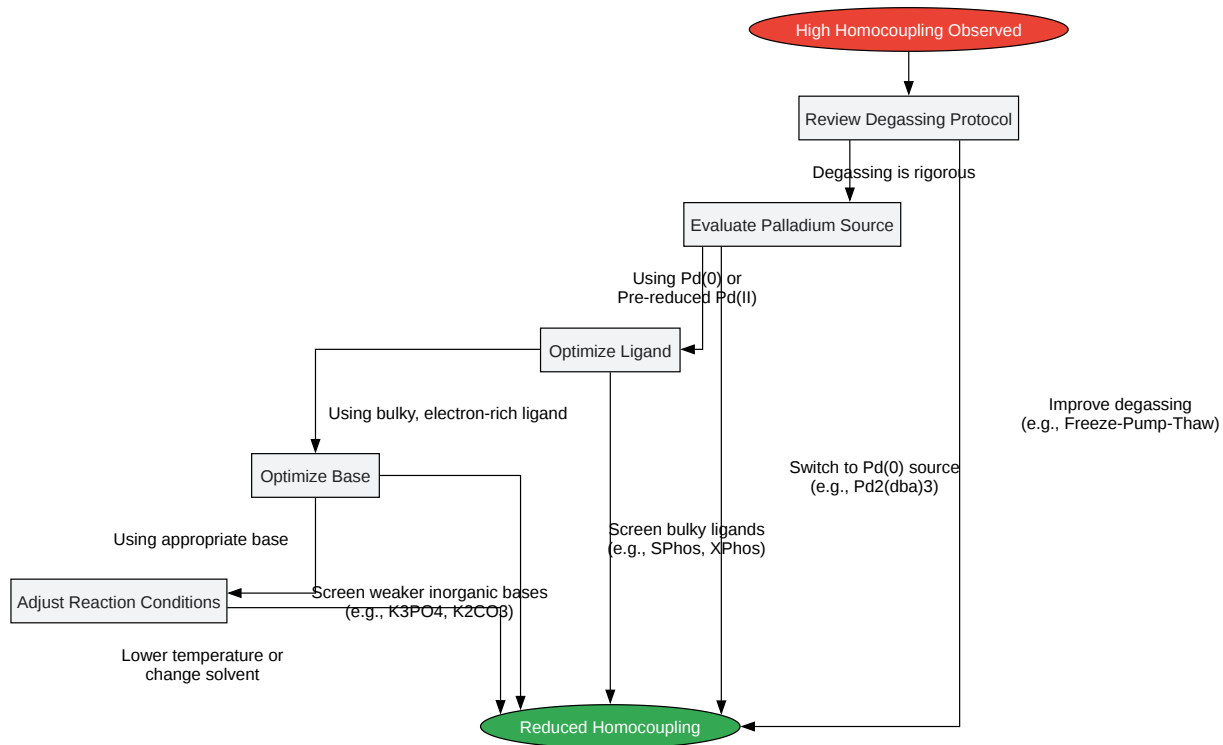 High Homocoupling Observed
Review Degassing Protocol
Degassing is rigorous
Evaluate Palladium Source
Using Pd(0) or
Pre-reduced Pd(II)
Optimize Ligand
Using bulky, electron-rich ligand
Improve degassing
(e.g., Freeze-Pump-Thaw)
Optimize Base
Switch to Pd(0) source
(e.g., Pd2(dba)3)
Using appropriate base
Screen bulky ligands
(e.g., SPhos, XPhos)
Adjust Reaction Conditions
Screen weaker inorganic bases
(e.g., K3PO4, K2CO3)
Lower temperature or
change solvent
Reduced Homocoupling